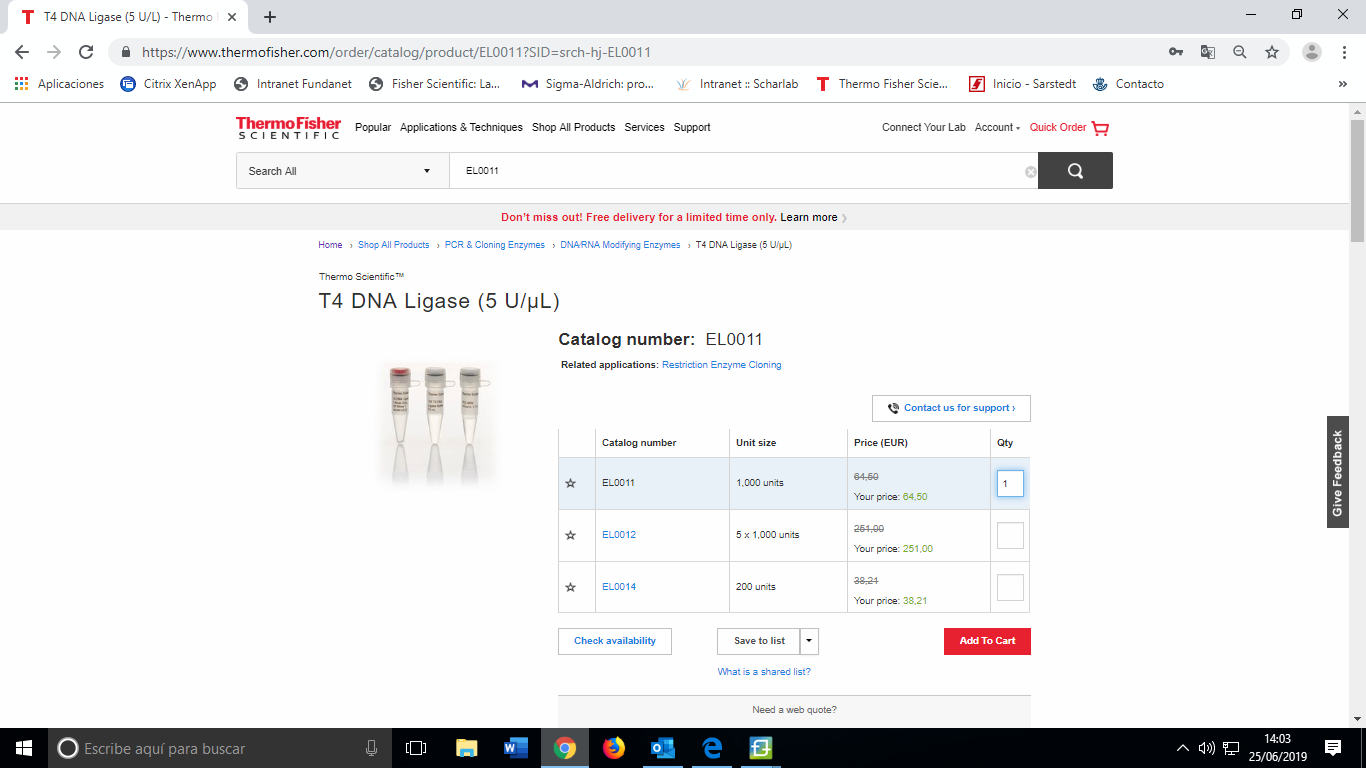 T4 DNA Ligase (5 U/L) - Thermo
https://www.thermofisher.com/order/catalog/product/EL0011?SID=srch-hj-EL0011
Aplicaciones Citrix XenApp Intranet Fundanet Fisher Scientific: La... Sigma-Aldrich: pro... Intranet :: Scharlab Thermo Fisher Scie... Inicio - Sarstedt Contacto »
ThermoFisher
SCIENTIFIC
Popular Applications & Techniques Shop All Products Services Support Connect Your Lab Account Quick Order
Search All EL0011
Don't miss out! Free delivery for a limited time only. Learn more ›
Home › Shop All Products › PCR & Cloning Enzymes › DNA⁄RNA Modifying Enzymes › T4 DNA Ligase (5 U/µL)
Thermo Scientific™
T4 DNA Ligase (5 U/µL)
Catalog number: EL0011
Related applications: Restriction Enzyme Cloning
Contact us for support ›
Catalog number Unit size Price (EUR) Qty
64,50
EL0011 1,000 units 1
Your price: 64,50
251,00
EL0012 5 x 1,000 units
Your price: 251,00
38,21
EL0014 200 units
Your price: 38,21
Check availability Save to list Add To Cart
What is a shared list?
Need a web quote?
Give Feedback
Escribe aquí para buscar
14:03
25/06/2019